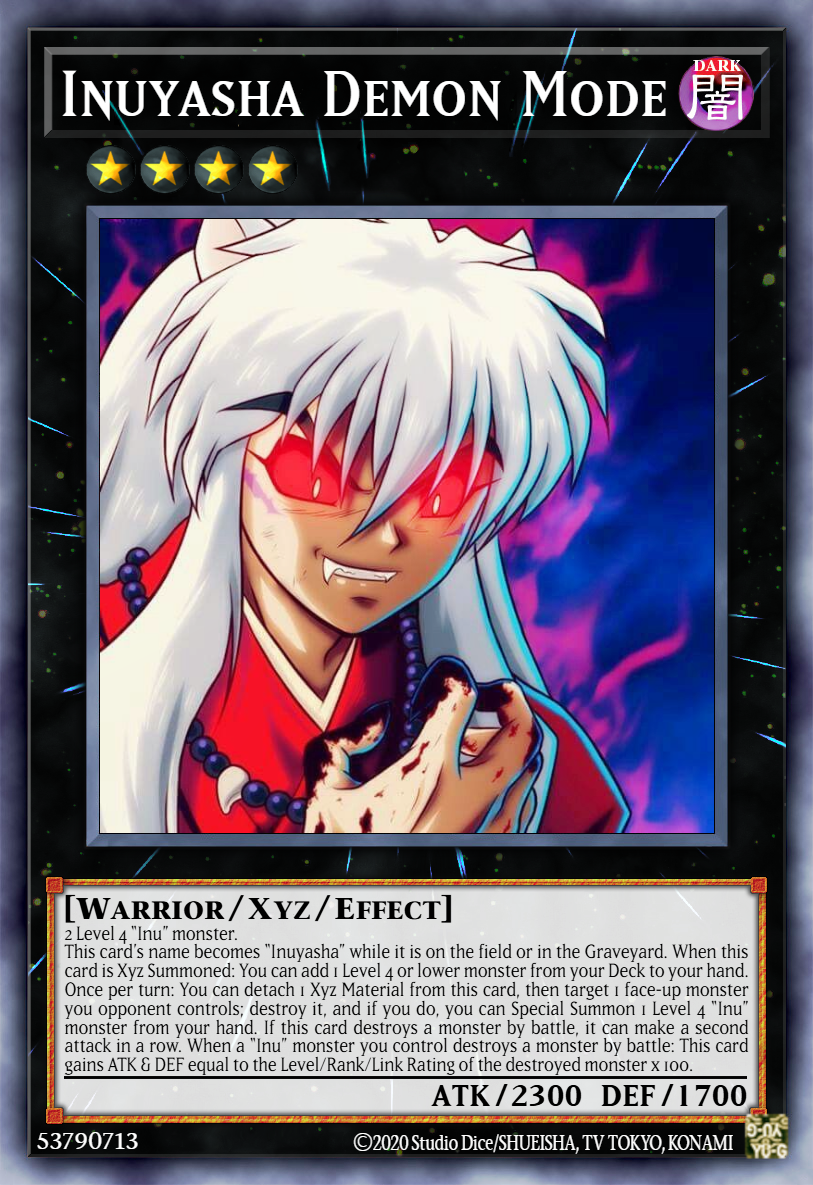 Inuyasha Demon Mode
DARK
闇
[Warrior/Xyz/Effect]
2 Level 4 "Inu" monster.
This card's name becomes "Inuyasha" while it is on the field or in the Graveyard. When this
card is Xyz Summoned: You can add 1 Level 4 or lower monster from your Deck to your hand.
Once per turn: You can detach 1 Xyz Material from this card, then target 1 face-up monster
you opponent controls; destroy it, and if you do, you can Special Summon 1 Level 4 "Inu"
monster from your hand. If this card destroys a monster by battle, it can make a second
attack in a row. When a "Inu" monster you control destroys a monster by battle: This card
gains ATK & DEF equal to the Level/Rank/Link Rating of the destroyed monster x 100.
ATK/2300 DEF/1700
53790713
©2020 Studio Dice/SHUEISHA, TV TOKYO, KONAMI